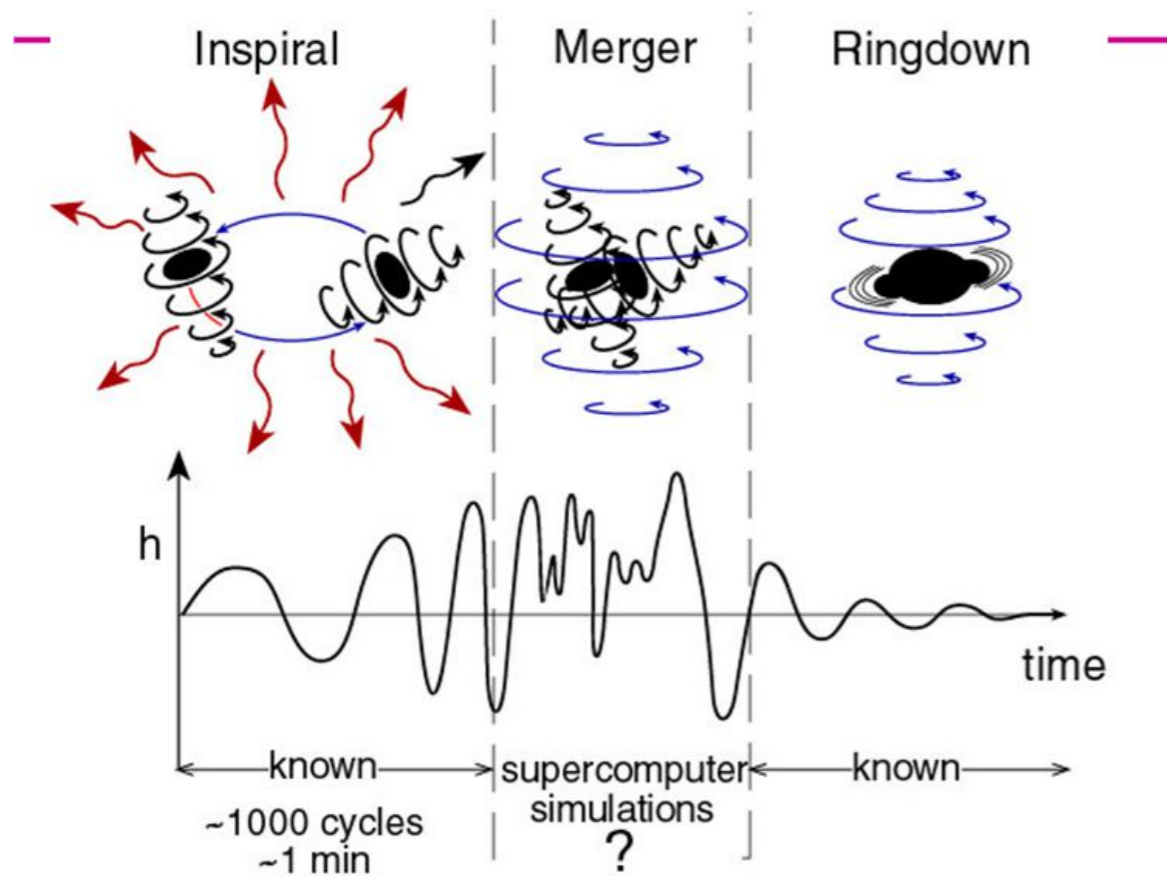 Inspiral
Merger
Ringdown
h
time
known
~1000 cycles
~1 min
supercomputer
simulations
?
known